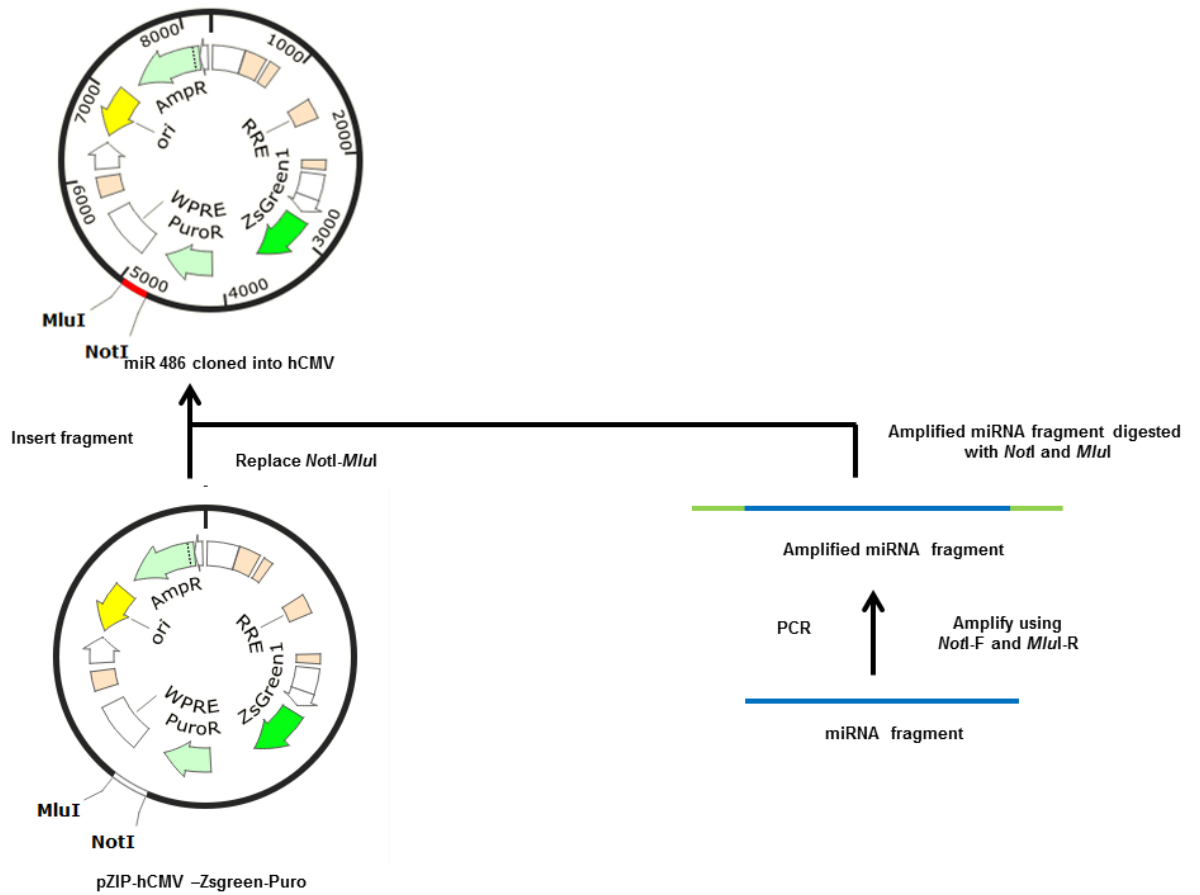 8000
1000
7000
AmpR
2000
ori
RRE
ZsGreen1
6000
WPRE
PuroR
3000
5000
4000
MluI
NotI
miR 486 cloned into hCMV
Insert fragment
Replace NotI-MluI
Amplified miRNA fragment digested
with NotI and MluI
Amplified miRNA fragment
PCR
Amplify using
NotI-F and MluI-R
miRNA fragment
AmpR
ori
RRE
ZsGreen1
WPRE
PuroR
MluI
NotI
pZIP-hCMV –Zsgreen-Puro